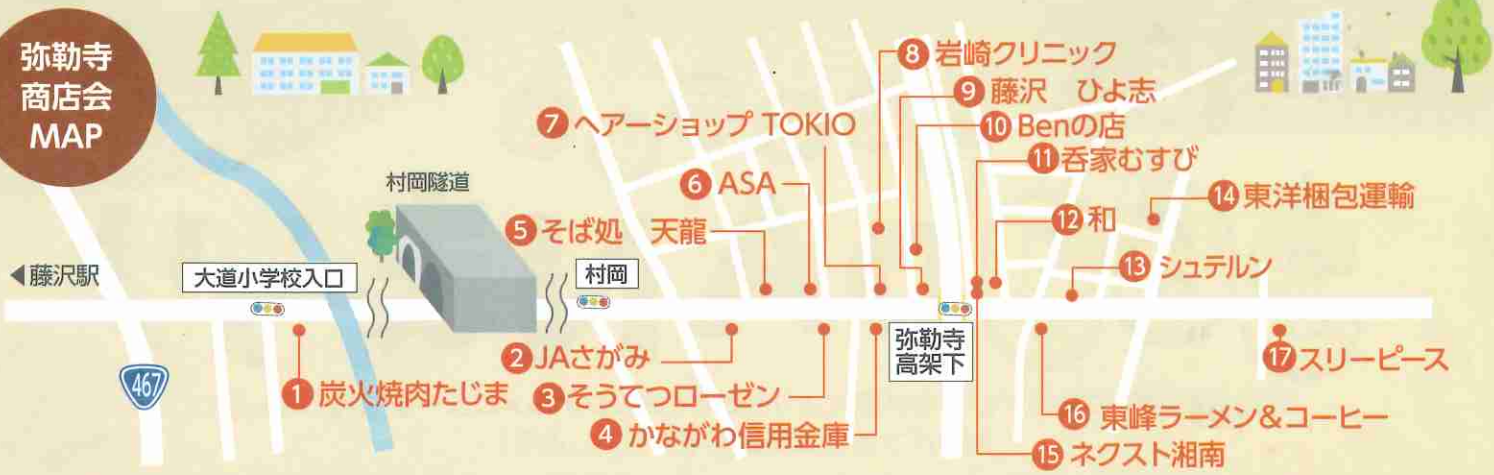 弥勒寺
商店会
MAP
◀藤沢駅
467
大道小学校入口
村岡隧道
村岡
弥勒寺
高架下
① 炭火焼肉たじま
② JAさがみ
③ そうてつローゼン
④ かながわ信用金庫
⑤ そば処　天龍
⑥ ASA
⑦ ヘアーショップ TOKIO
⑧ 岩崎クリニック
⑨ 藤沢　ひよ志
⑩ Benの店
⑪ 呑家むすび
⑫ 和
⑬ シュテルン
⑭ 東洋梱包運輸
⑮ ネクスト湘南
⑯ 東峰ラーメン&コーヒー
⑰ スリーピース